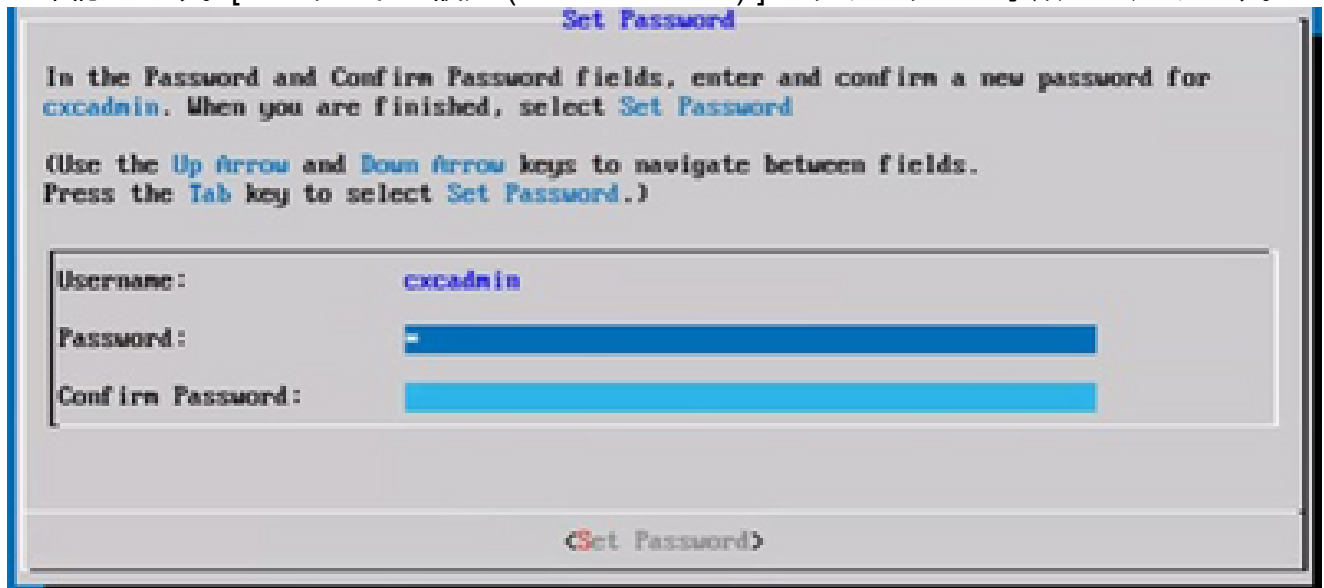 Set Password
In the Password and Confirm Password fields, enter and confirm a new password for
cxcadmin. When you are finished, select Set Password
(Use the Up Arrow and Down Arrow keys to navigate between fields.
Press the Tab key to select Set Password.)
Username: cxcadmin
Password:
Confirm Password:
<Set Password>